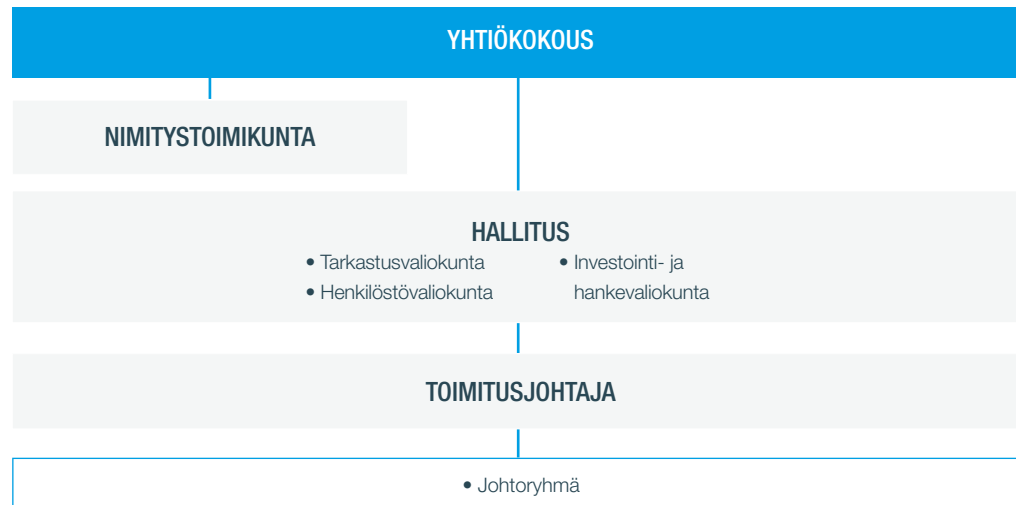 YHTIÖKOKOUS
NIMITYSTOIMIKUNTA
HALLITUS
• Tarkastusvaliokunta
• Henkilöstövaliokunta
• Investointi- ja
hankevaliokunta
TOIMITUSJOHTAJA
• Johtoryhmä